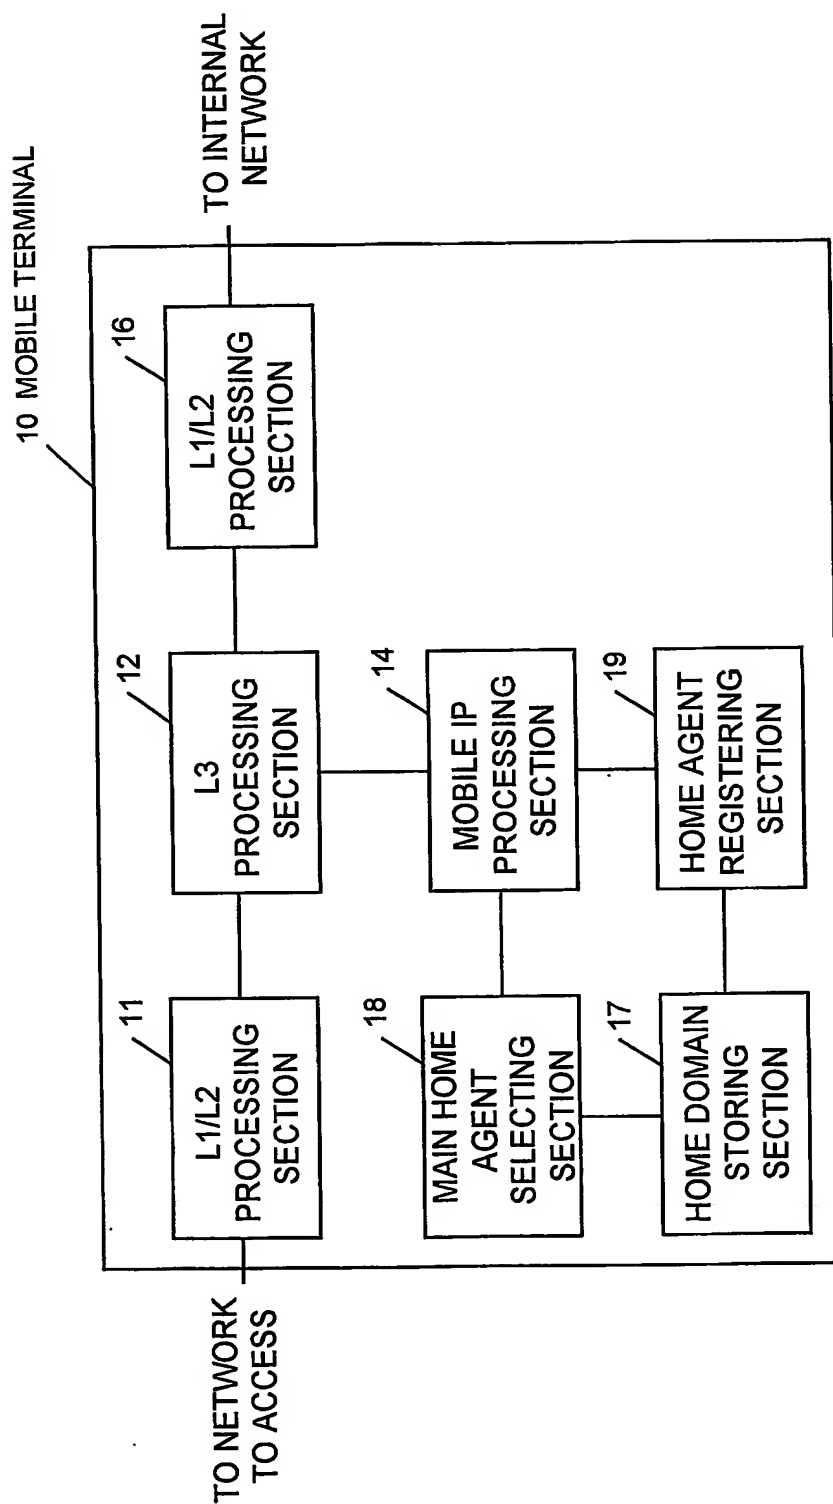 10 MOBILE TERMINAL
TO NETWORK
TO ACCESS
11
L1/L2
PROCESSING
SECTION
12
L3
PROCESSING
SECTION
16
L1/L2
PROCESSING
SECTION
TO INTERNAL
NETWORK
18
MAIN HOME
AGENT
SELECTING
SECTION
14
MOBILE IP
PROCESSING
SECTION
17
HOME DOMAIN
STORING
SECTION
19
HOME AGENT
REGISTERING
SECTION